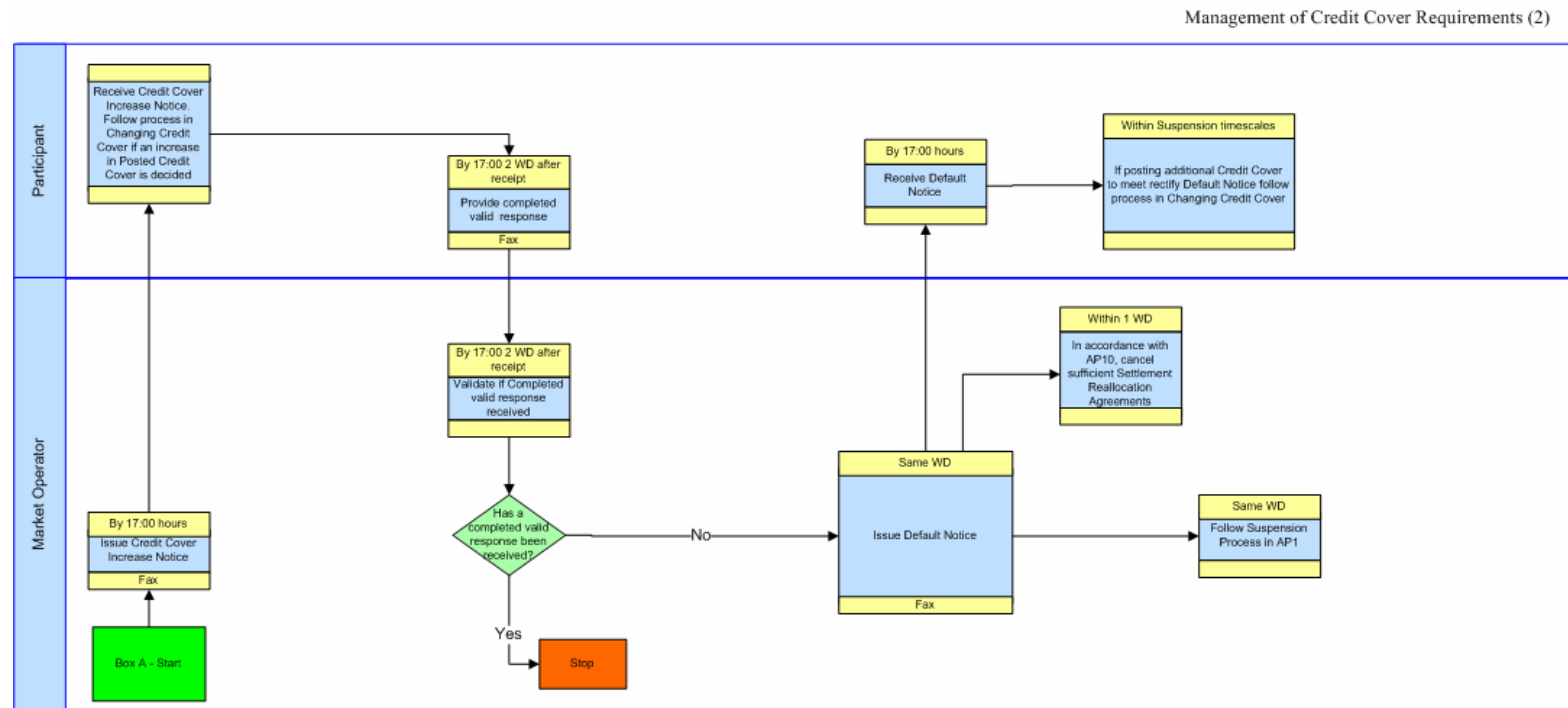 Management of Credit Cover Requirements (2)
Participant
Receive Credit Cover
Increase Notice.
Follow process in
Changing Credit
Cover if an increase
in Posted Credit
Cover is decided
By 17:00 2 WD after
receipt
Provide completed
valid response
Fax
By 17:00 hours
Receive Default
Notice
Within Suspension timescales
If posting additional Credit Cover
to meet rectify Default Notice follow
process in Changing Credit Cover
Market Operator
By 17:00 hours
Issue Credit Cover
Increase Notice
Fax
Box A - Start
By 17:00 2 WD after
receipt
Validate if Completed
valid response
received
Has a
completed valid
response been
received?
No
Yes
Stop
Same WD
Issue Default Notice
Fax
Within 1 WD
In accordance with
AP10, cancel
sufficient Settlement
Reallocation
Agreements
Same WD
Follow Suspension
Process in AP1